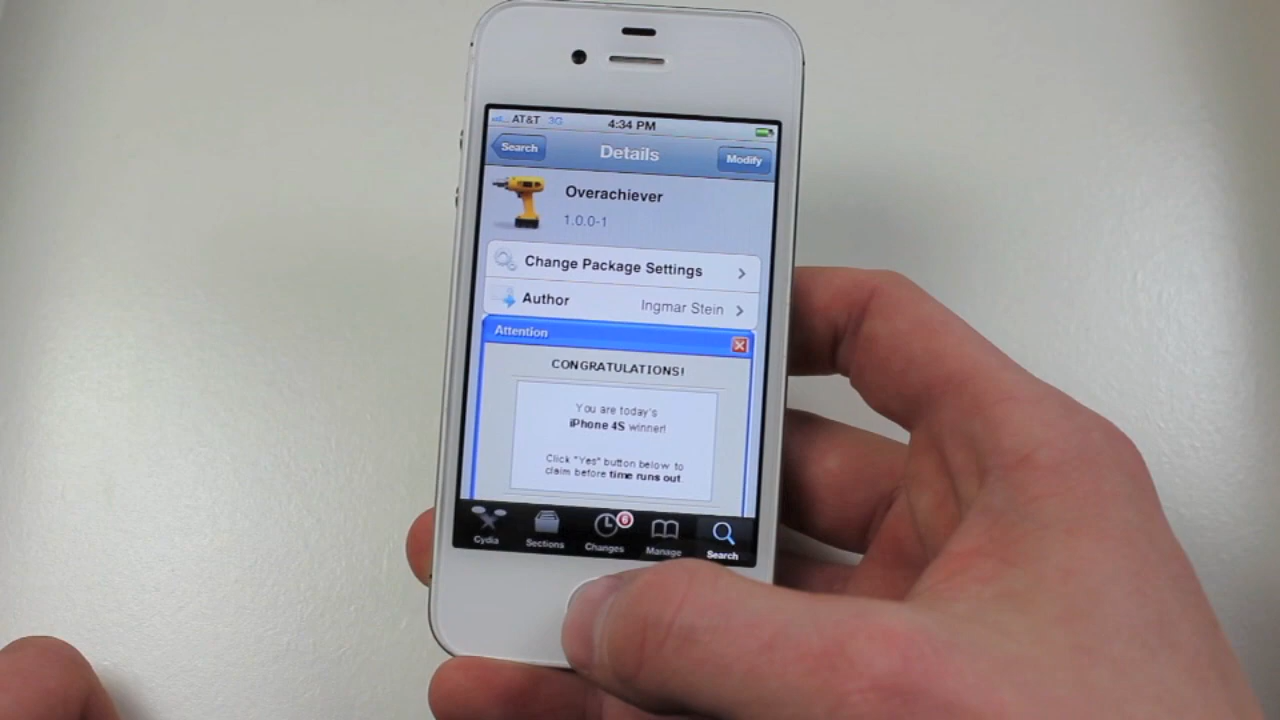 AT&T 3G 4:34 PM
Search Details Modify
Overachiever
1.0.0-1
Change Package Settings
Author Ingmar Stein
Attention
CONGRATULATIONS!
You are today's
iPhone 4S winner!
Click "Yes" button below to
claim before time runs out.
6
Cydia Sections Changes Manage Search